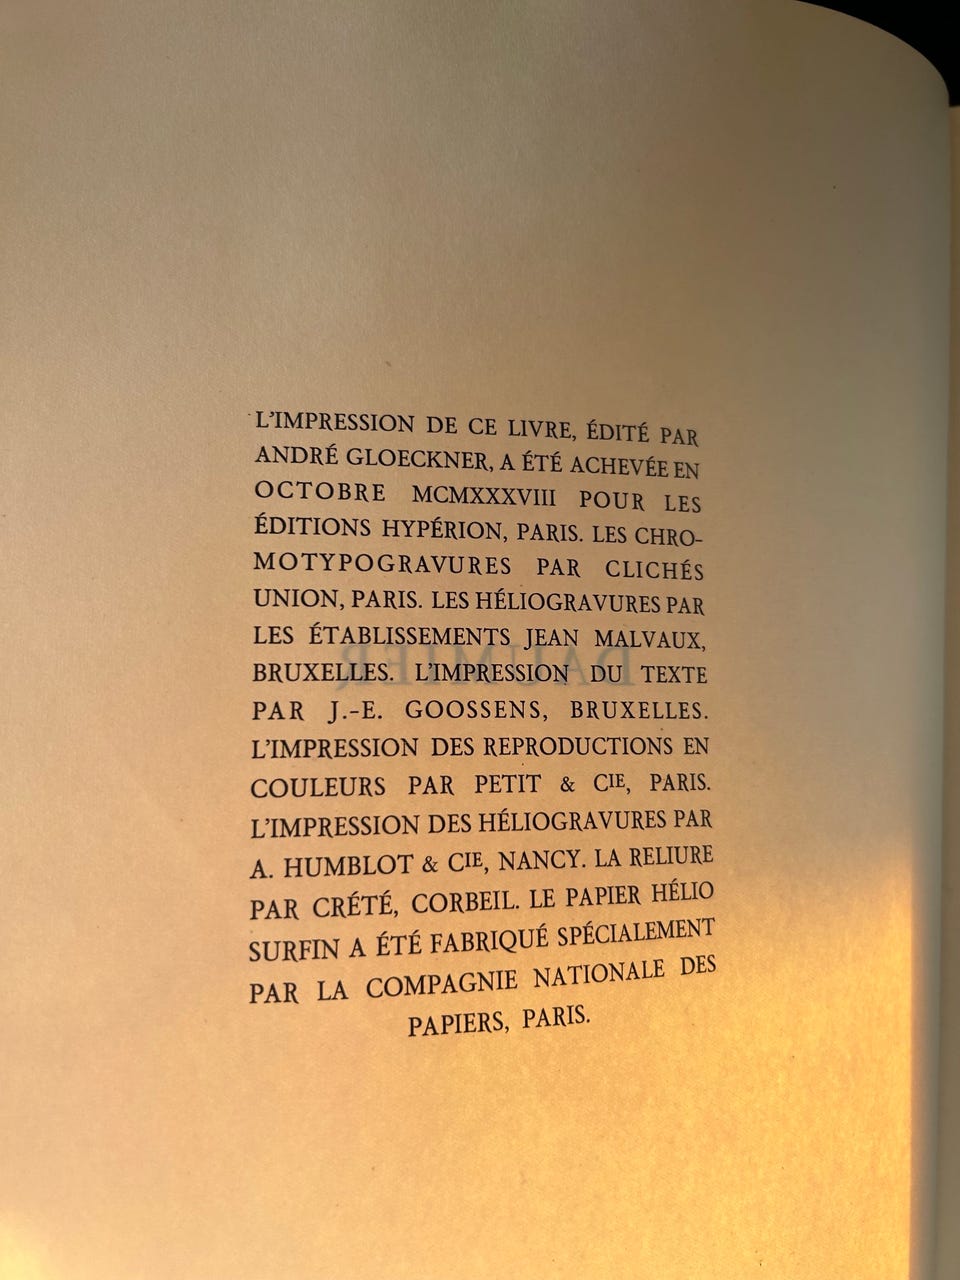 L'IMPRESSION DE CE LIVRE, ÉDITÉ PAR
ANDRÉ GLOECKNER, A ÉTÉ ACHEVÉE EN
OCTOBRE MCMXXXVIII POUR LES
ÉDITIONS HYPÉRION, PARIS. LES CHRO-
MOTYPOGRAVURES PAR CLICHÉS
UNION, PARIS. LES HÉLIOGRAVURES PAR
LES ÉTABLISSEMENTS JEAN MALVAUX,
BRUXELLES. L'IMPRESSION DU TEXTE
PAR J.-E. GOOSSENS, BRUXELLES.
L'IMPRESSION DES REPRODUCTIONS EN
COULEURS PAR PETIT & CIE, PARIS.
L'IMPRESSION DES HÉLIOGRAVURES PAR
A. HUMBLOT & CIE, NANCY. LA RELIURE
PAR CRÉTÉ, CORBEIL. LE PAPIER HÉLIO
SURFIN A ÉTÉ FABRIQUÉ SPÉCIALEMENT
PAR LA COMPAGNIE NATIONALE DES
PAPIERS, PARIS.
DAUMIER